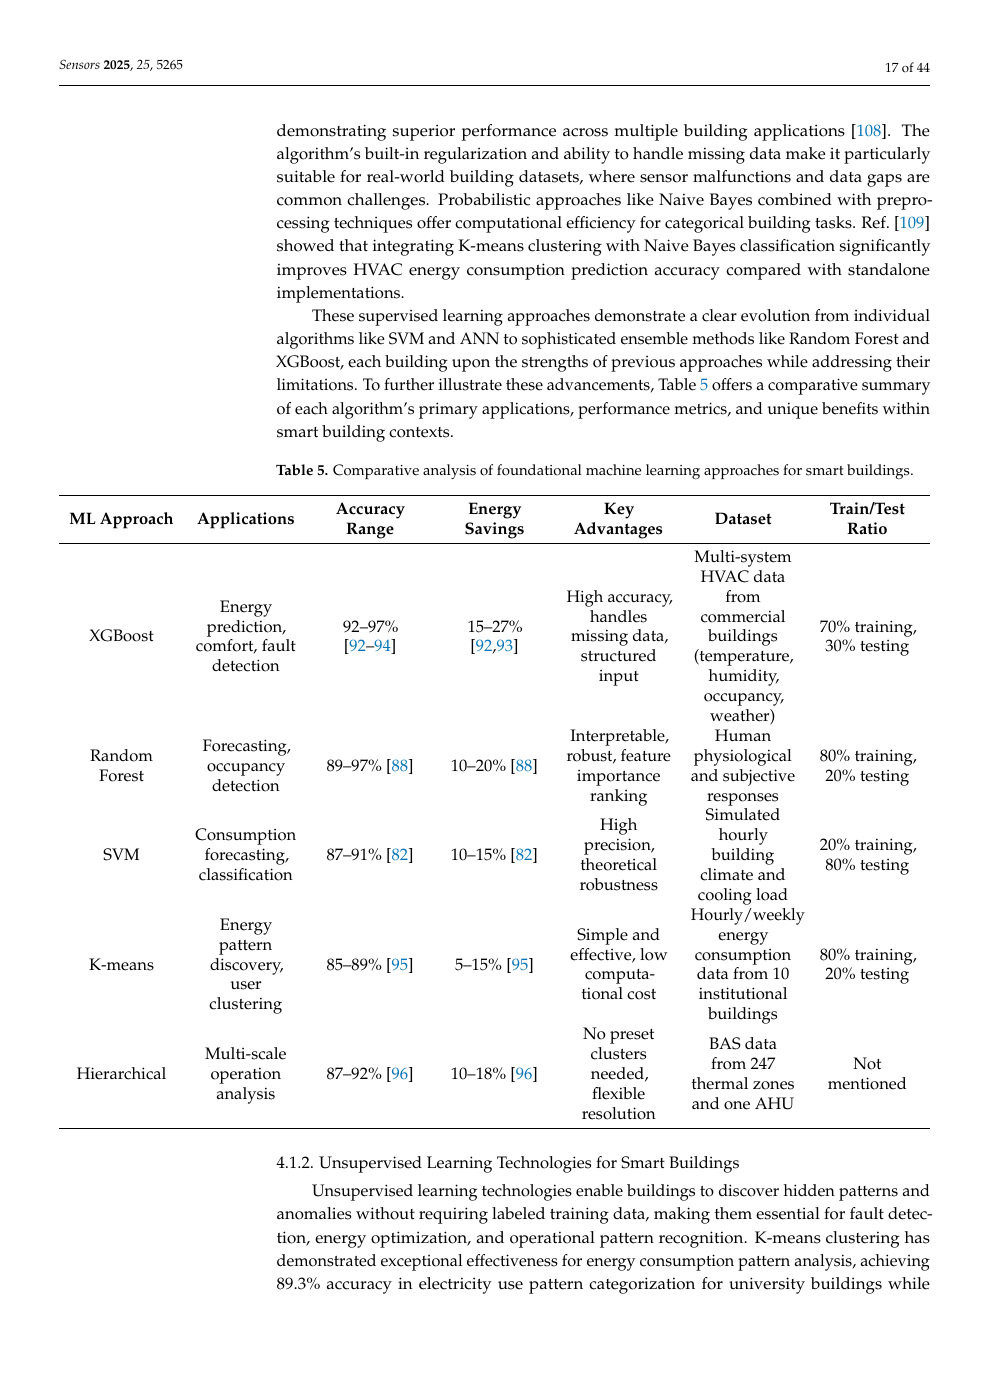 Sensors 2025, 25, 5265
17 of 44
demonstrating superior performance across multiple building applications [108]. The
algorithm's built-in regularization and ability to handle missing data make it particularly
suitable for real-world building datasets, where sensor malfunctions and data gaps are
common challenges. Probabilistic approaches like Naive Bayes combined with prepro-
cessing techniques offer computational efficiency for categorical building tasks. Ref. [109]
showed that integrating K-means clustering with Naive Bayes classification significantly
improves HVAC energy consumption prediction accuracy compared with standalone
implementations.
These supervised learning approaches demonstrate a clear evolution from individual
algorithms like SVM and ANN to sophisticated ensemble methods like Random Forest and
XGBoost, each building upon the strengths of previous approaches while addressing their
limitations. To further illustrate these advancements, Table 5 offers a comparative summary
of each algorithm's primary applications, performance metrics, and unique benefits within
smart building contexts.
Table 5. Comparative analysis of foundational machine learning approaches for smart buildings.
ML Approach
Applications
Accuracy
Range
Energy
Savings
Key
Advantages
Dataset
Train/Test
Ratio
XGBoost
Energy
prediction,
comfort, fault
detection
92–97%
[92–94]
15–27%
[92,93]
High accuracy,
handles
missing data,
structured
input
Multi-system
HVAC data
from
commercial
buildings
(temperature,
humidity,
occupancy,
weather)
70% training,
30% testing
Random
Forest
Forecasting,
occupancy
detection
89–97% [88]
10–20% [88]
Interpretable,
robust, feature
importance
ranking
Human
physiological
and subjective
responses
80% training,
20% testing
SVM
Consumption
forecasting,
classification
87–91% [82]
10–15% [82]
High
precision,
theoretical
robustness
Simulated
hourly
building
climate and
cooling load
20% training,
80% testing
K-means
Energy
pattern
discovery,
user
clustering
85–89% [95]
5–15% [95]
Simple and
effective, low
computa-
tional cost
Hourly/weekly
energy
consumption
data from 10
institutional
buildings
80% training,
20% testing
Hierarchical
Multi-scale
operation
analysis
87–92% [96]
10–18% [96]
No preset
clusters
needed,
flexible
resolution
BAS data
from 247
thermal zones
and one AHU
Not
mentioned
4.1.2. Unsupervised Learning Technologies for Smart Buildings
Unsupervised learning technologies enable buildings to discover hidden patterns and
anomalies without requiring labeled training data, making them essential for fault detec-
tion, energy optimization, and operational pattern recognition. K-means clustering has
demonstrated exceptional effectiveness for energy consumption pattern analysis, achieving
89.3% accuracy in electricity use pattern categorization for university buildings while